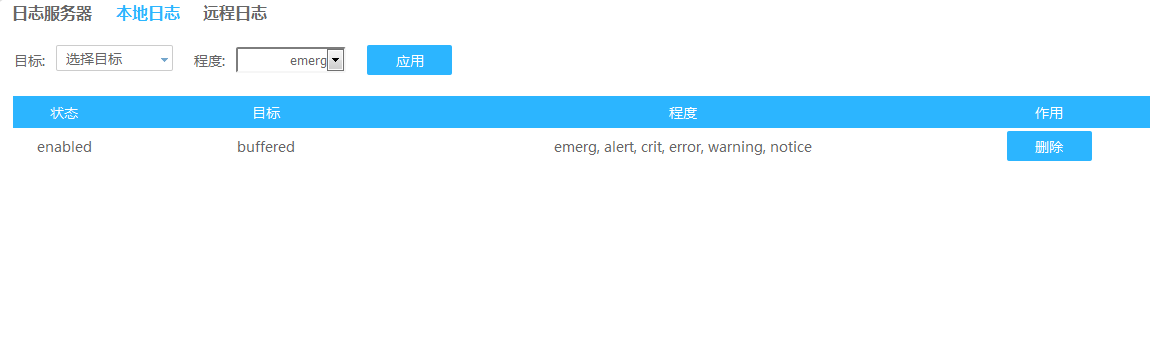 日志服务器 本地日志 远程日志
目标: 选择目标 程度: emerg 应用
状态 目标 程度 作用
enabled buffered emerg, alert, crit, error, warning, notice 删除